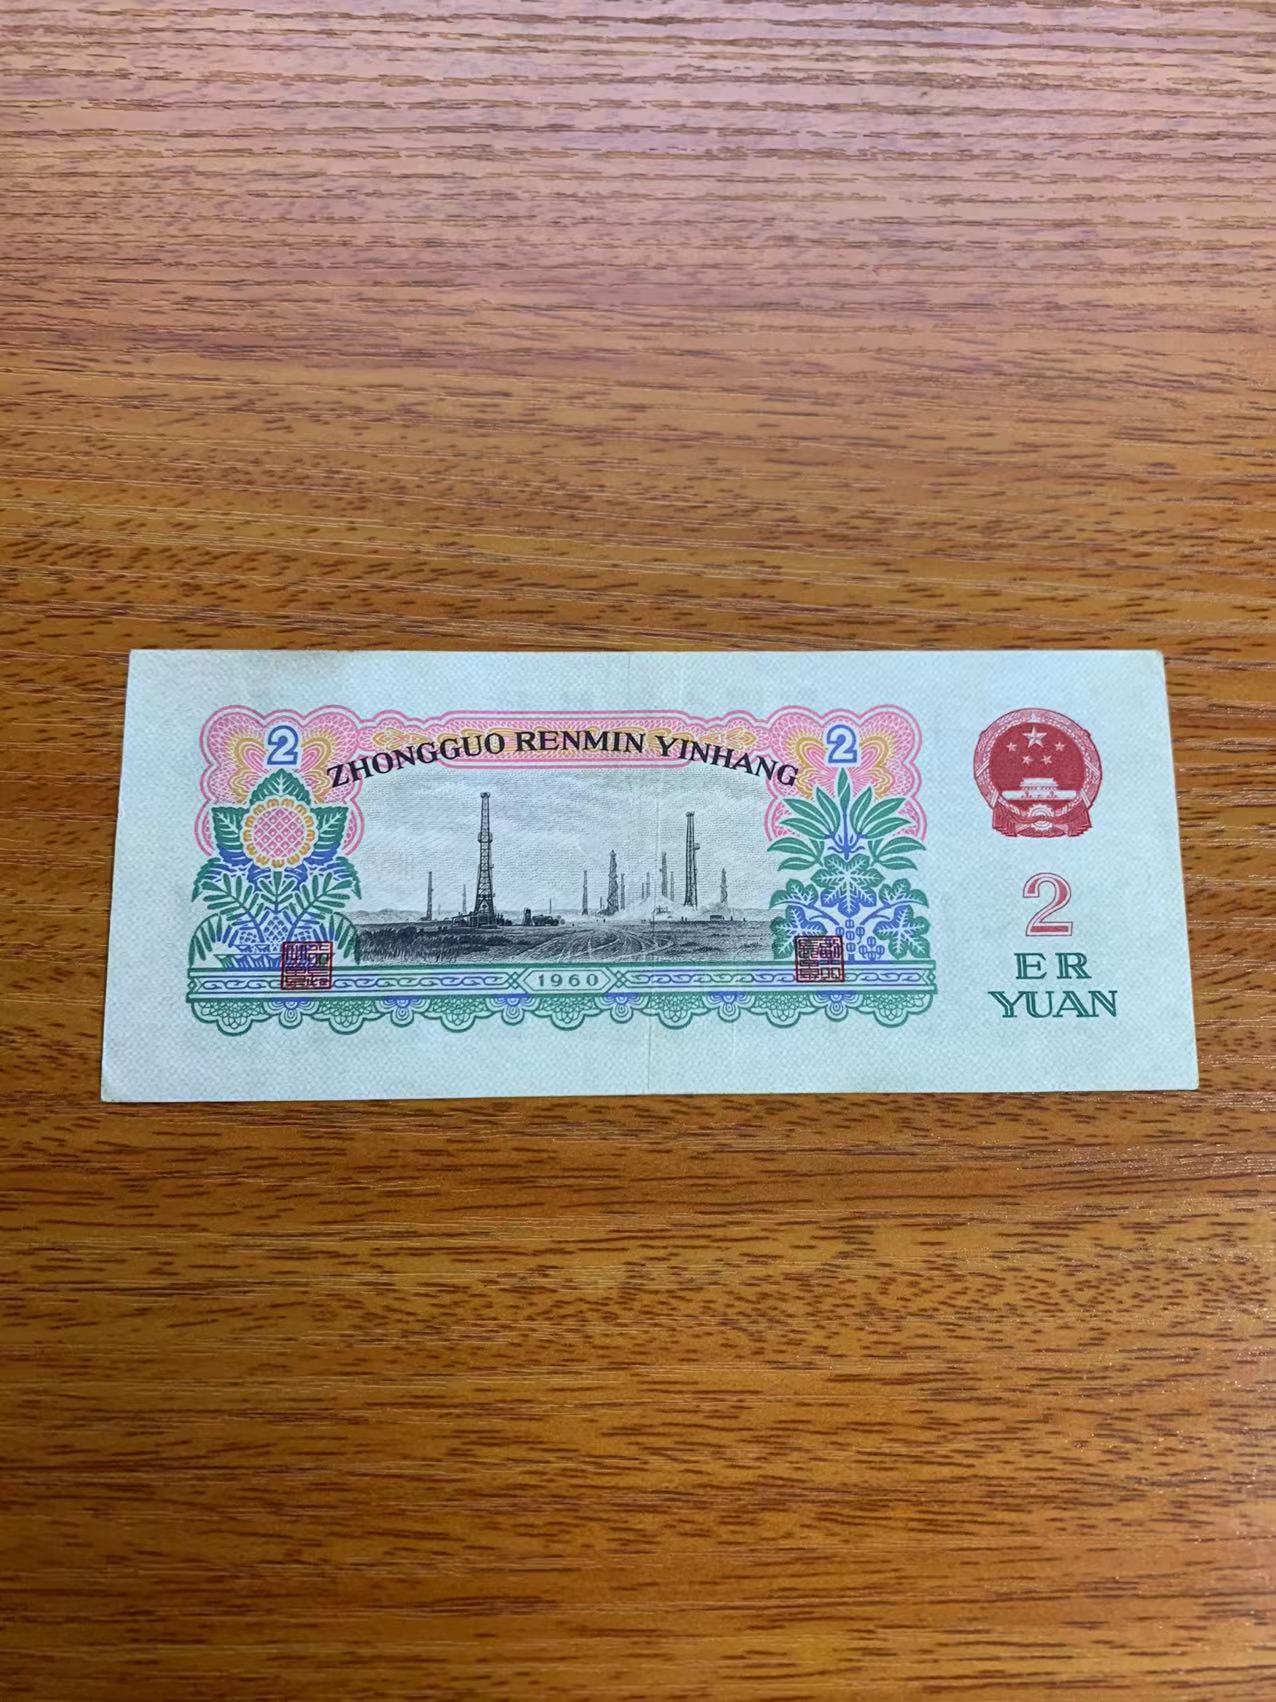 2
2
ZHONGGUO RENMIN YINHANG
1960
2
ER
YUAN